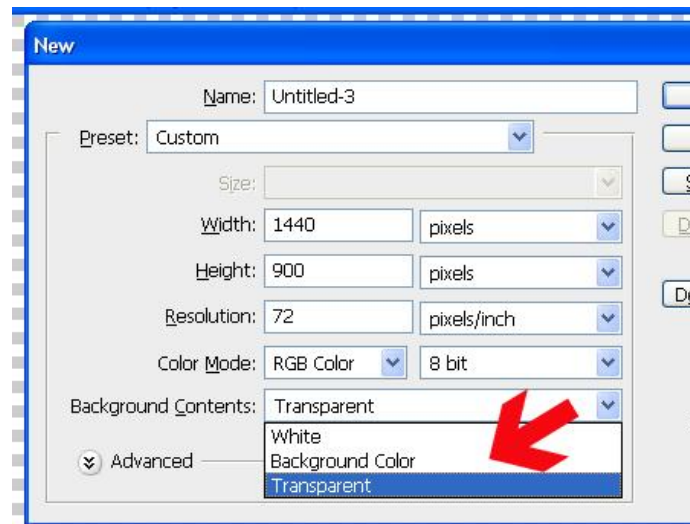 New
Name: Untitled-3
Preset: Custom
Size:
Width: 1440 pixels
Height: 900 pixels
Resolution: 72 pixels/inch
Color Mode: RGB Color 8 bit
Background Contents: Transparent
White
Advanced Background Color
Transparent